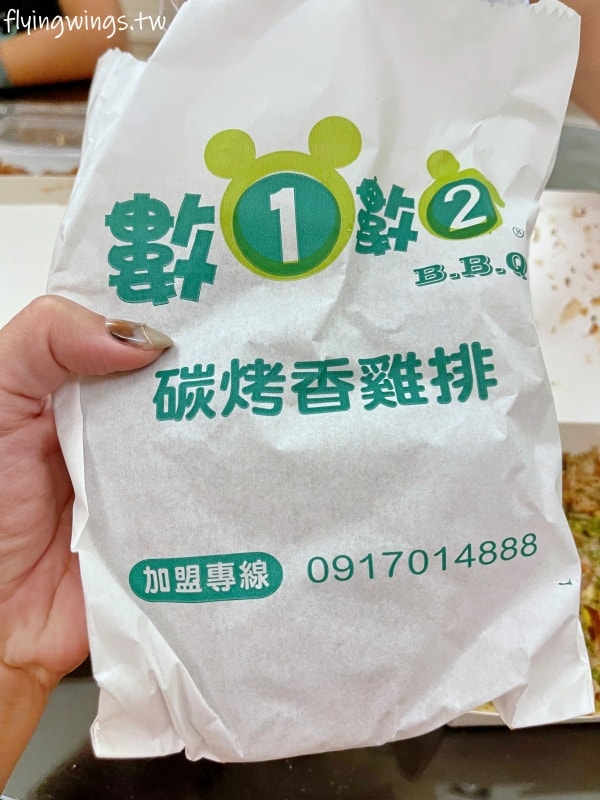 flyingwings.tw
數1數2®
B.B.Q
碳烤香雞排
加盟專線 0917014888